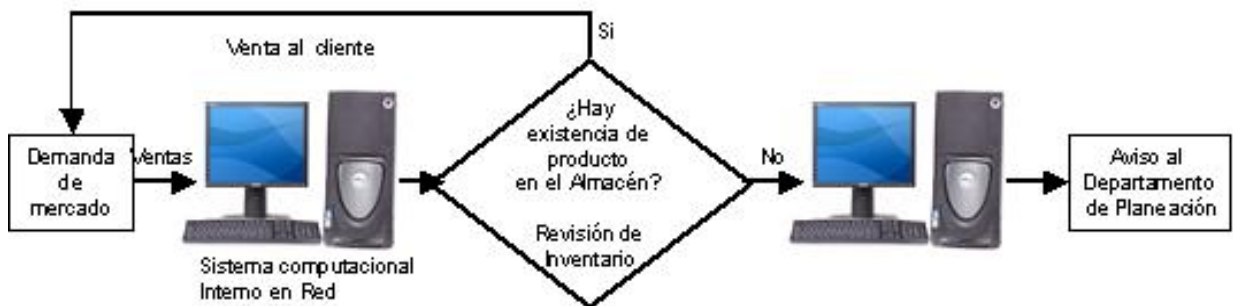 Si
Venta al cliente
Demanda
de
mercado
Ventas
¿Hay
existencia de
producto
en el Almacén?
Revisión de
Inventario
Sistema computacional
Interno en Red
No
Aviso al
Departamento
de Planeación